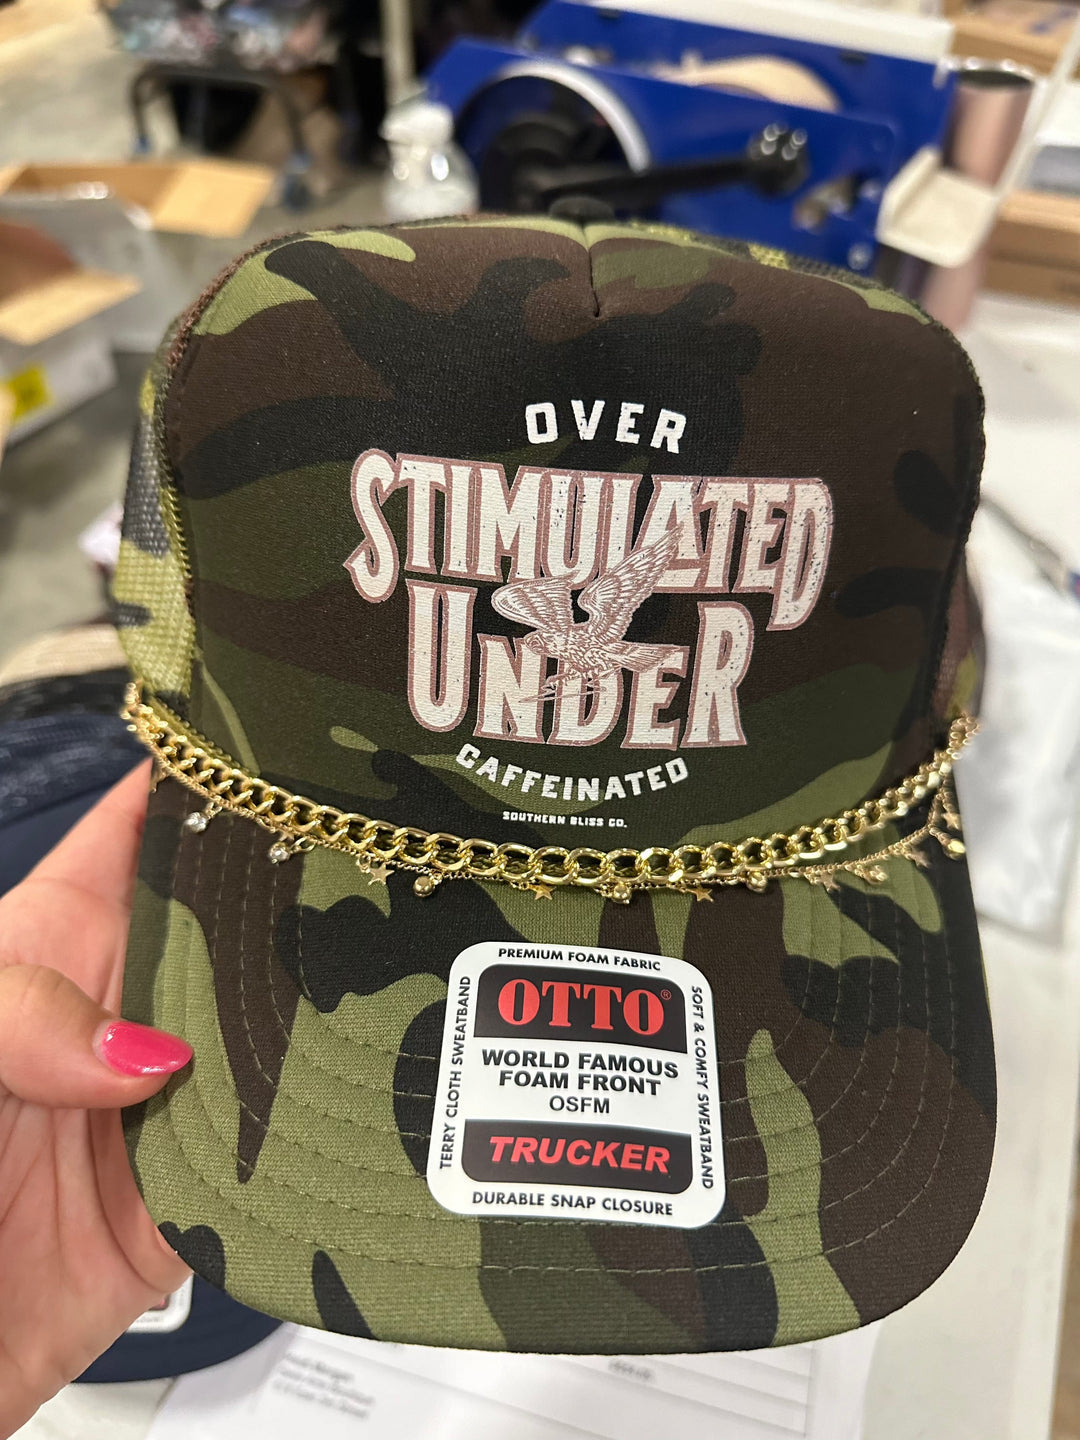 OVER
STIMULATED
UNDER
CAFFEINATED
SOUTHERN BLISS CO.
PREMIUM FOAM FABRIC
OTTO®
WORLD FAMOUS
FOAM FRONT
OSFM
TRUCKER
DURABLE SNAP CLOSURE
TERRY CLOTH SWEATBAND
SOFT & COMFY SWEATBAND